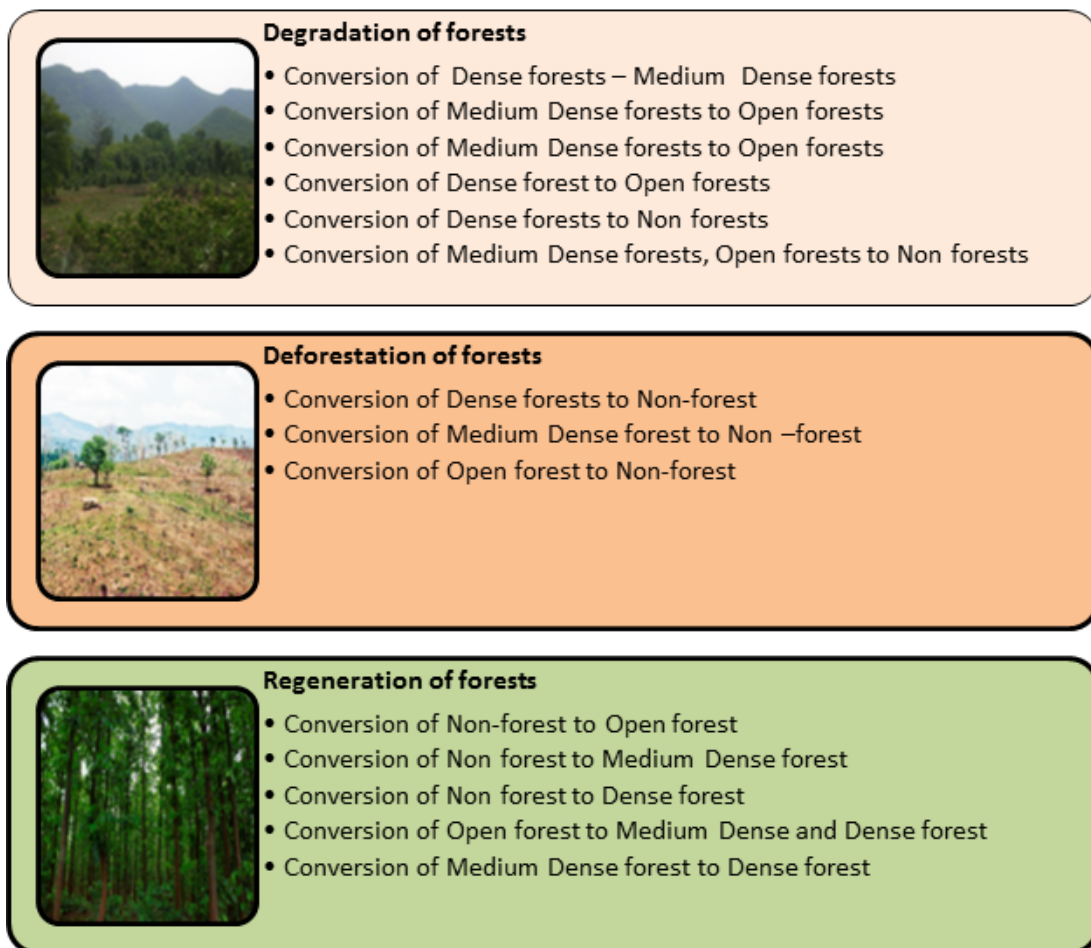 Degradation of forests
• Conversion of Dense forests – Medium Dense forests
• Conversion of Medium Dense forests to Open forests
• Conversion of Medium Dense forests to Open forests
• Conversion of Dense forest to Open forests
• Conversion of Dense forests to Non forests
• Conversion of Medium Dense forests, Open forests to Non forests
Deforestation of forests
• Conversion of Dense forests to Non-forest
• Conversion of Medium Dense forest to Non –forest
• Conversion of Open forest to Non-forest
Regeneration of forests
• Conversion of Non-forest to Open forest
• Conversion of Non forest to Medium Dense forest
• Conversion of Non forest to Dense forest
• Conversion of Open forest to Medium Dense and Dense forest
• Conversion of Medium Dense forest to Dense forest